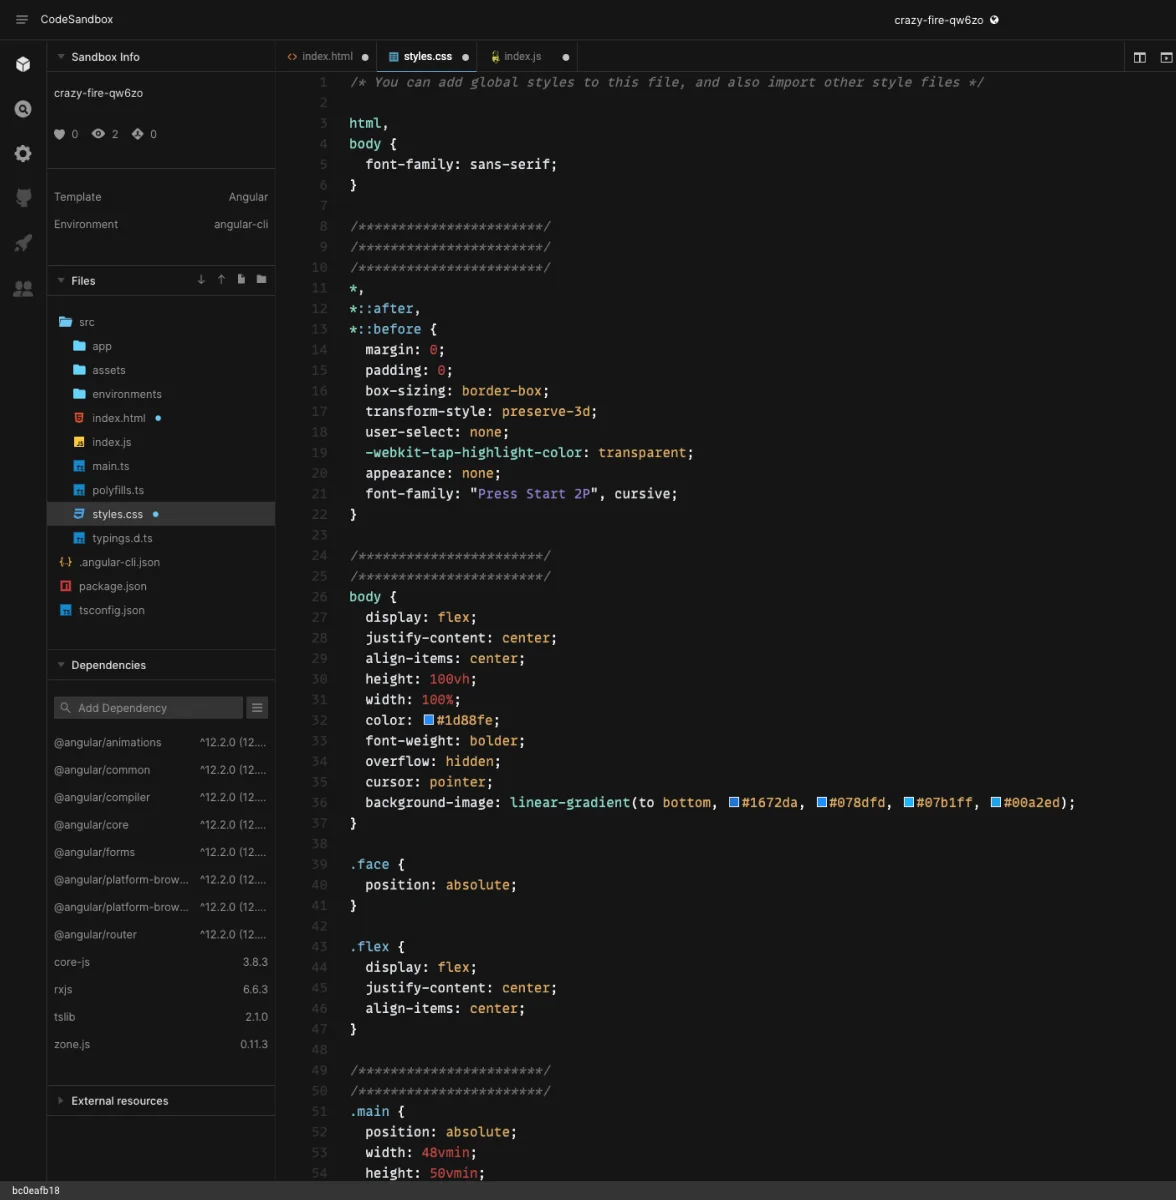 CodeSandbox
crazy-fire-qw6zo
Sandbox Info
crazy-fire-qw6zo
0 2 0
Template Angular
Environment angular-cli
Files
src
app
assets
environments
index.html
index.js
main.ts
polyfills.ts
styles.css
typings.d.ts
.angular-cli.json
package.json
tsconfig.json
Dependencies
Add Dependency
@angular/animations ^12.2.0 (12....
@angular/common ^12.2.0 (12....
@angular/compiler ^12.2.0 (12....
@angular/core ^12.2.0 (12....
@angular/forms ^12.2.0 (12....
@angular/platform-brow... ^12.2.0 (12....
@angular/platform-brow... ^12.2.0 (12....
@angular/router ^12.2.0 (12....
core-js 3.8.3
rxjs 6.6.3
tslib 2.1.0
zone.js 0.11.3
External resources
index.html styles.css index.js
1 /* You can add global styles to this file, and also import other style files */
2
3 html,
4 body {
5 font-family: sans-serif;
6 }
7
8 /***********************/
9 /***********************/
10 /***********************/
11 *,
12 *::after,
13 *::before {
14 margin: 0;
15 padding: 0;
16 box-sizing: border-box;
17 transform-style: preserve-3d;
18 user-select: none;
19 -webkit-tap-highlight-color: transparent;
20 appearance: none;
21 font-family: "Press Start 2P", cursive;
22 }
23
24 /***********************/
25 /***********************/
26 body {
27 display: flex;
28 justify-content: center;
29 align-items: center;
30 height: 100vh;
31 width: 100%;
32 color: #1d88fe;
33 font-weight: bolder;
34 overflow: hidden;
35 cursor: pointer;
36 background-image: linear-gradient(to bottom, #1672da, #078dfd, #07b1ff, #00a2ed);
37 }
38
39 .face {
40 position: absolute;
41 }
42
43 .flex {
44 display: flex;
45 justify-content: center;
46 align-items: center;
47 }
48
49 /***********************/
50 /***********************/
51 .main {
52 position: absolute;
53 width: 48vmin;
54 height: 50vmin;
bc0eafb18